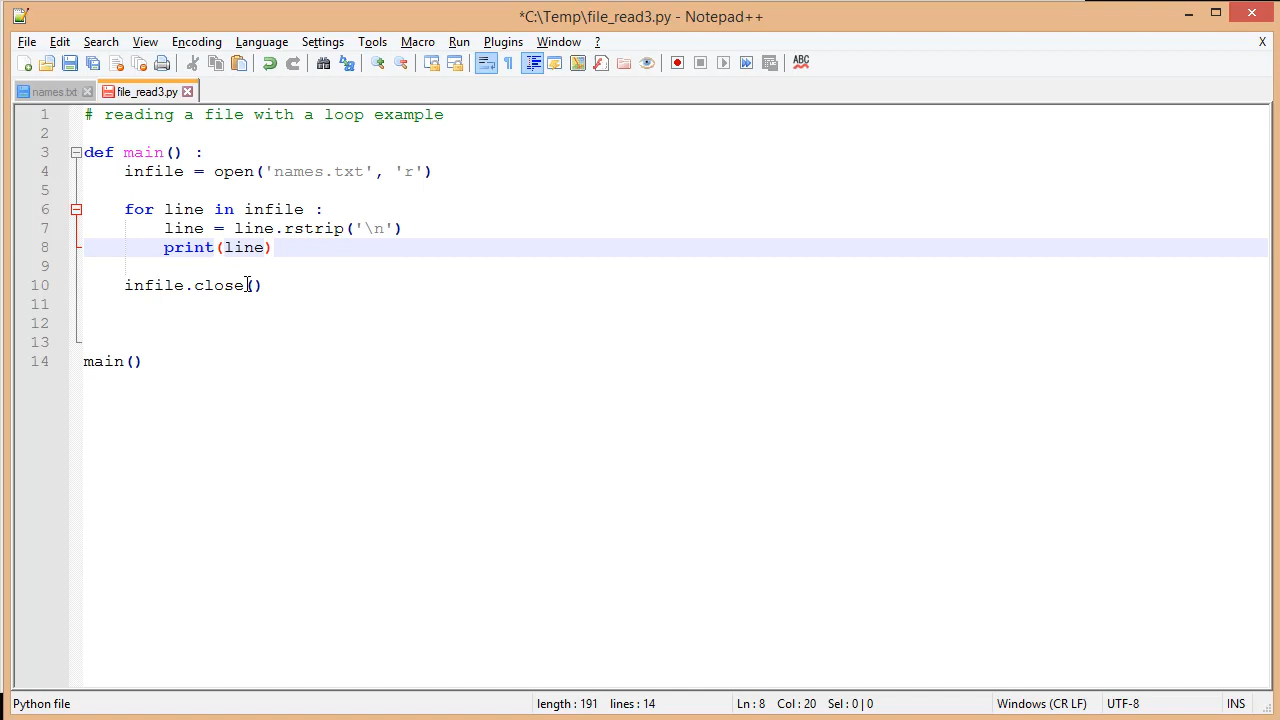 *C:\Temp\file_read3.py - Notepad++
File Edit Search View Encoding Language Settings Tools Macro Run Plugins Window ? X
ABC
names.txt file_read3.py
1 # reading a file with a loop example
2
3 def main() :
4     infile = open('names.txt', 'r')
5
6     for line in infile :
7         line = line.rstrip('\n')
8         print(line)
9
10     infile.close()
11
12
13
14 main()
Python file length : 191 lines : 14 Ln : 8 Col : 20 Sel : 0 | 0 Windows (CR LF) UTF-8 INS